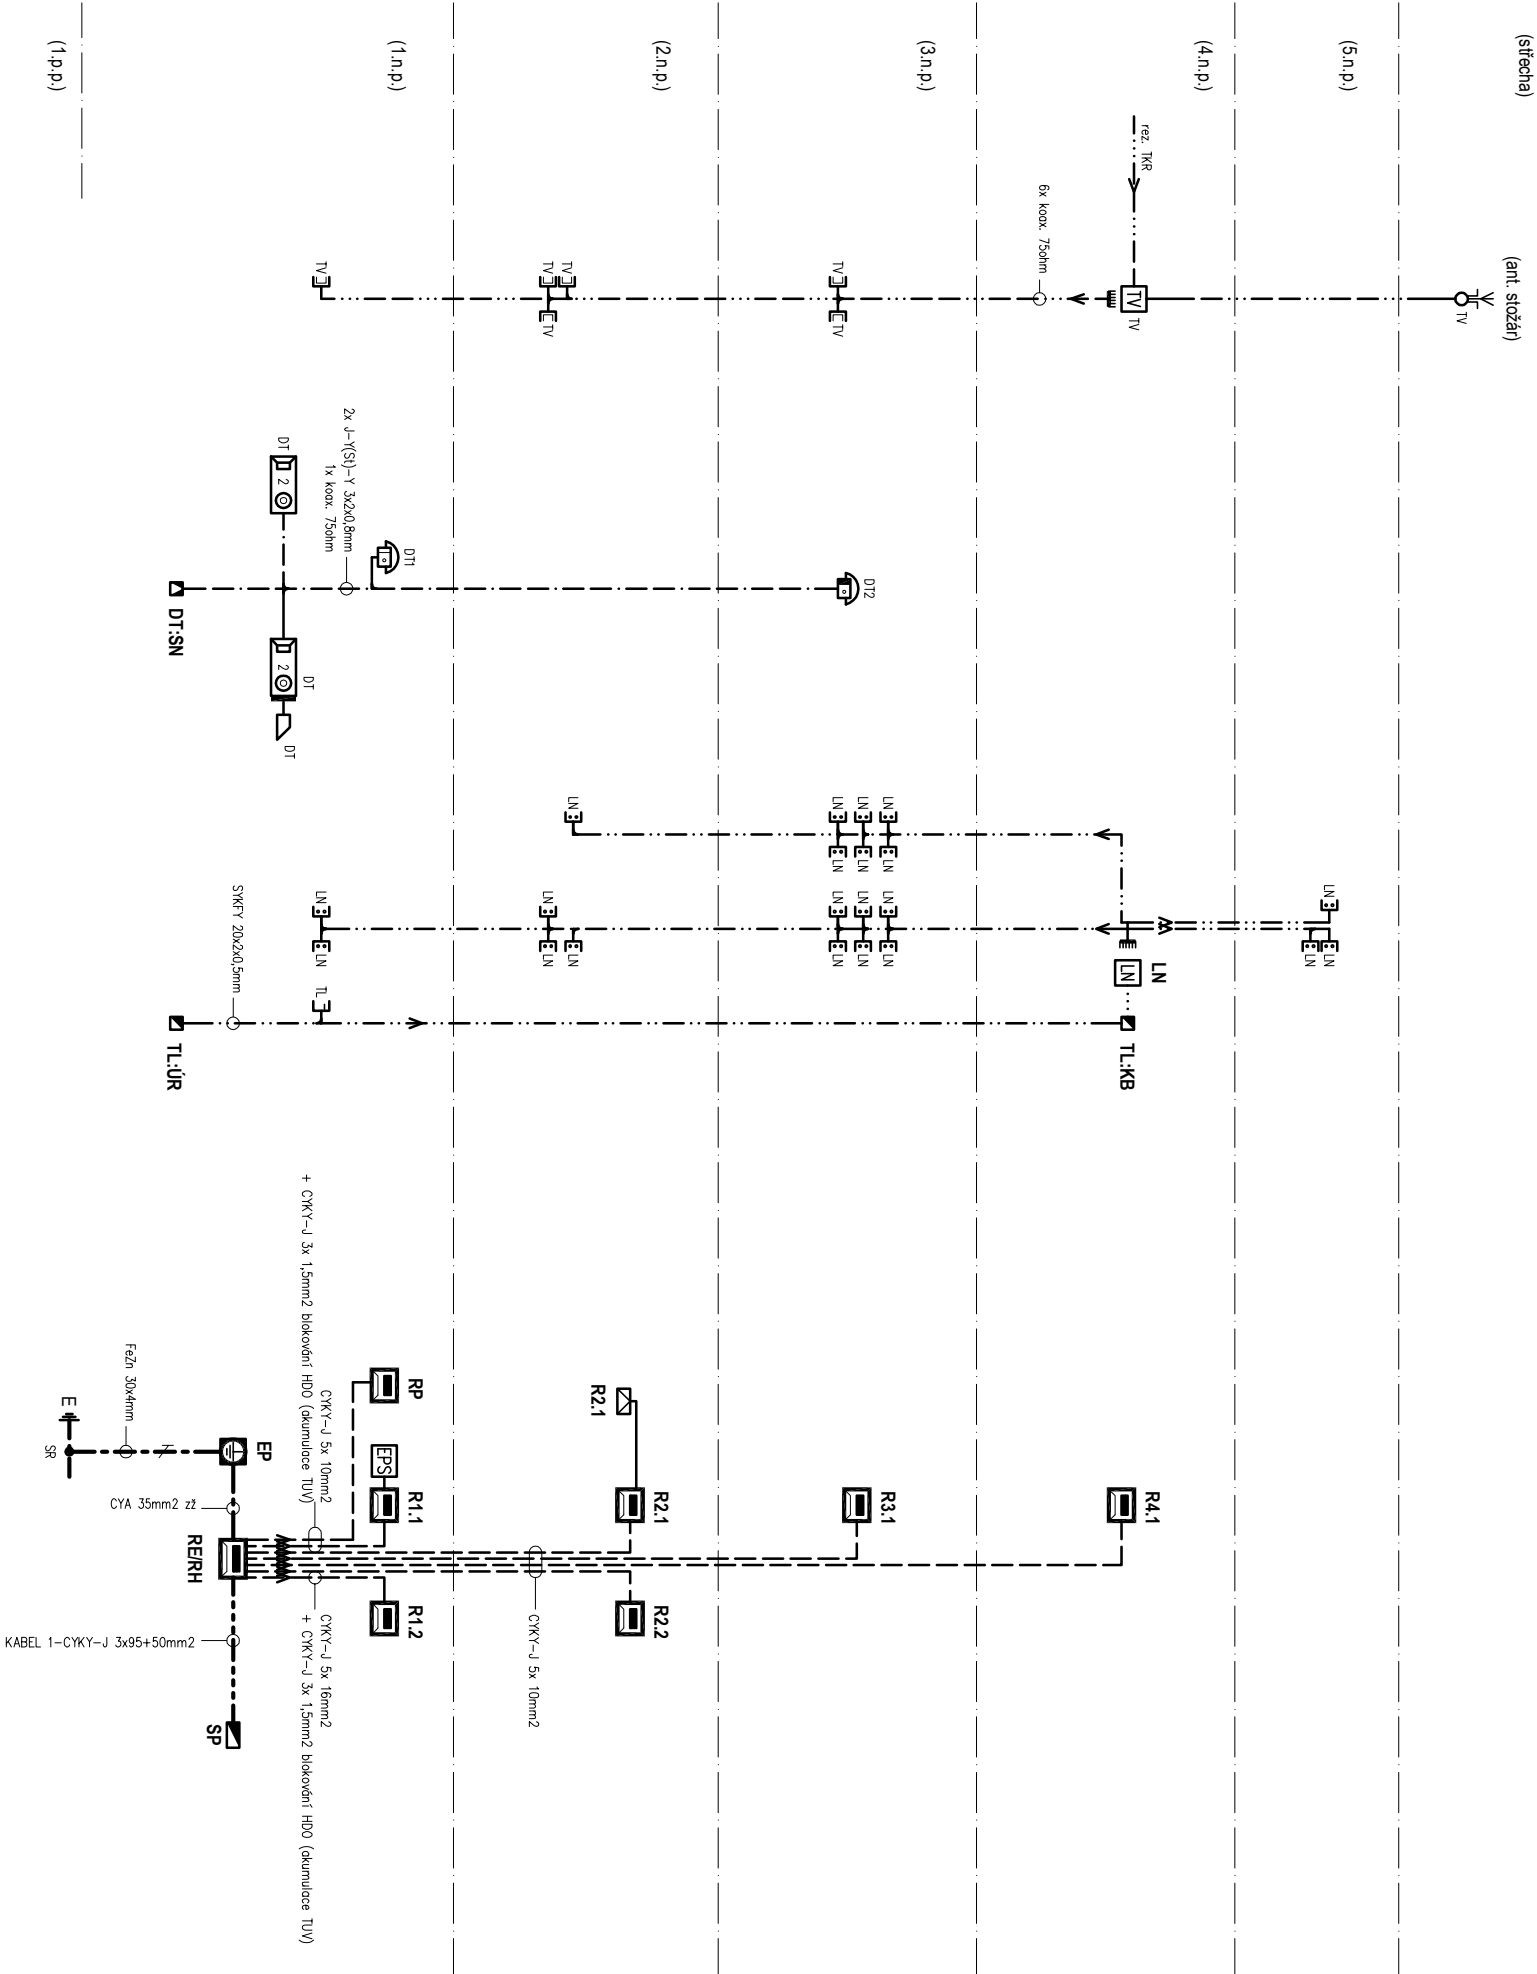 (střecha)
(ant. stožár)
TV
(5.n.p.)
LN
LN
LN
(4.n.p.)
rez. TKR
TV
TV
LN
LN
TL:KB
R4.1
(3.n.p.)
6x koax. 75ohm
TV
TV
DT2
LN
LN
LN
LN
LN
LN
LN
LN
LN
LN
LN
LN
R3.1
(2.n.p.)
TV
TV
TV
LN
LN
LN
LN
R2.1
R2.1
R2.2
CYKY-J 5x 10mm2
(1.n.p.)
TV
2x J-Y(St)-Y 3x2x0,8mm
1x koax. 75ohm
DT1
DT
2
2
DT
DT
DT:SN
LN
LN
TL
SYKFY 20x2x0,5mm
TL:ÚR
RP
EPS
R1.1
R1.2
CYKY-J 5x 10mm2
+ CYKY-J 3x 1,5mm2 blokování HDO (akumulace TUV)
CYKY-J 5x 16mm2
+ CYKY-J 3x 1,5mm2 blokování HDO (akumulace TUV)
EP
RE/RH
SP
FeZn 30x4mm
CYA 35mm2 zž
KABEL 1-CYKY-J 3x95+50mm2
E
SR
(1.p.p.)